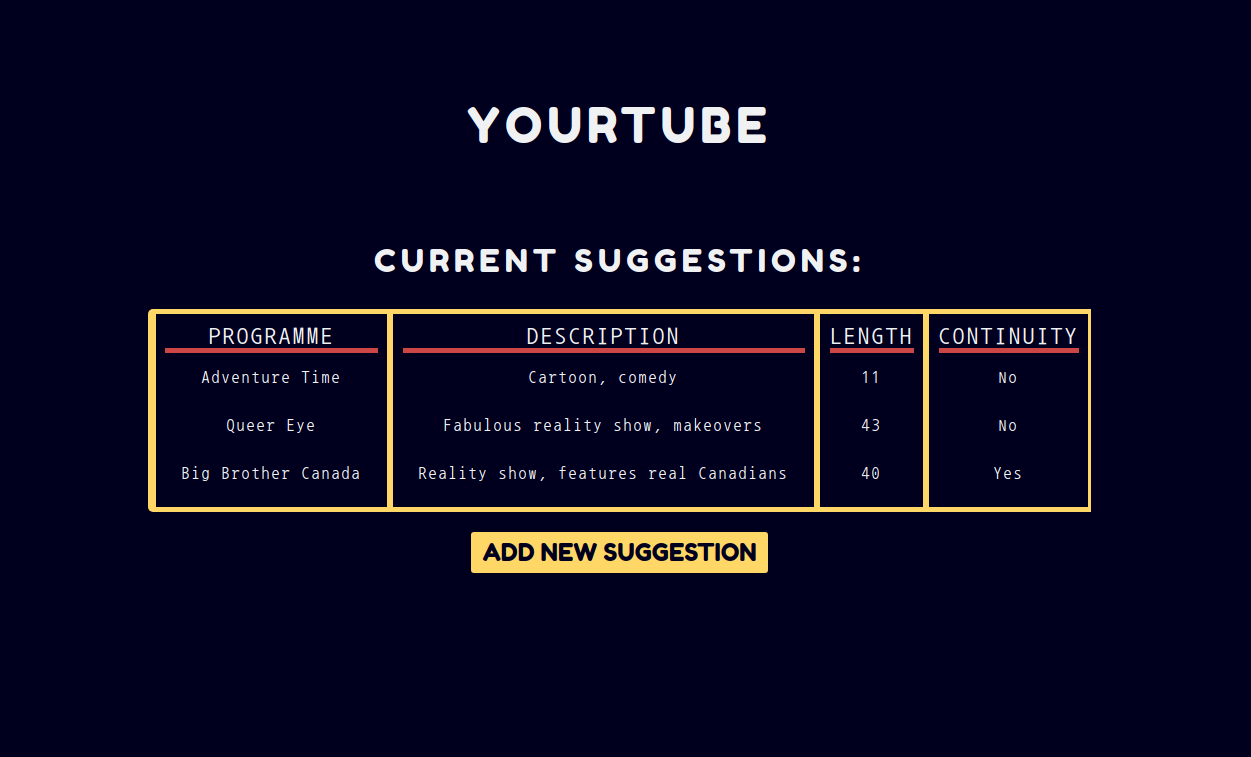 YOURTUBE
CURRENT SUGGESTIONS:
PROGRAMME DESCRIPTION LENGTH CONTINUITY
Adventure Time Cartoon, comedy 11 No
Queer Eye Fabulous reality show, makeovers 43 No
Big Brother Canada Reality show, features real Canadians 40 Yes
ADD NEW SUGGESTION